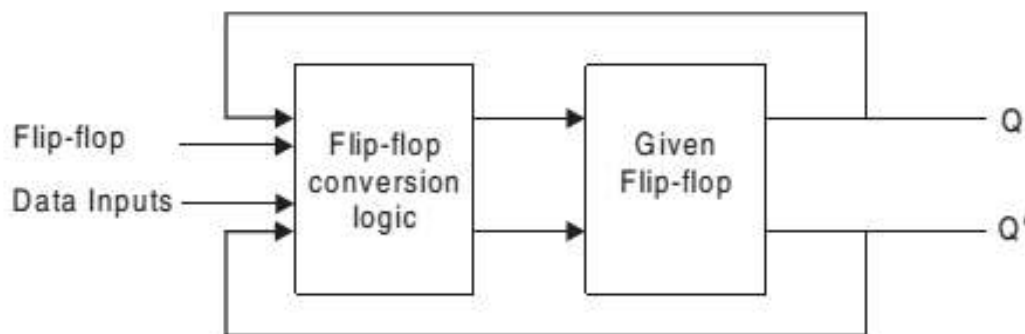 Flip-flop
Data Inputs
Flip-flop
conversion
logic
Given
Flip-flop
Q
Q'